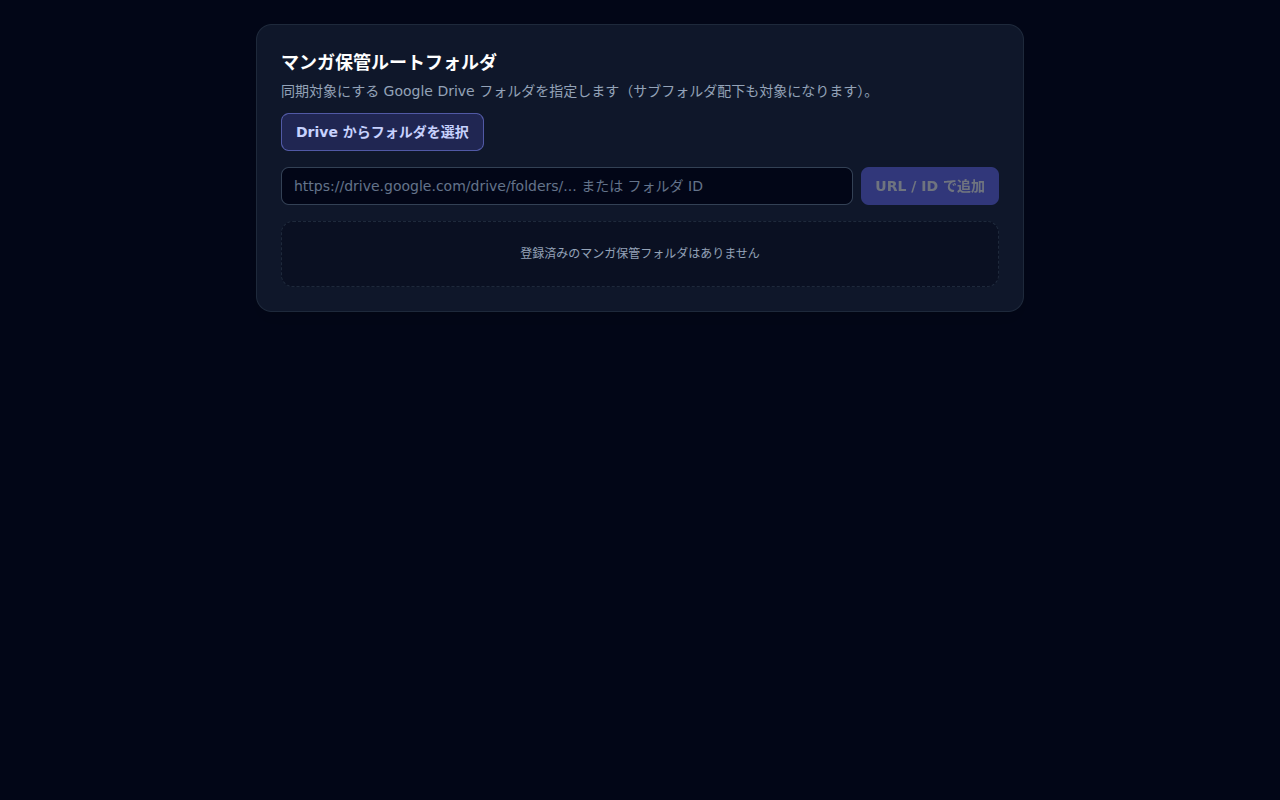 マンガ保管ルートフォルダ
同期対象にする Google Drive フォルダを指定します（サブフォルダ配下も対象になります）。
Drive からフォルダを選択
https://drive.google.com/drive/folders/... または フォルダ ID
URL / ID で追加
登録済みのマンガ保管フォルダはありません